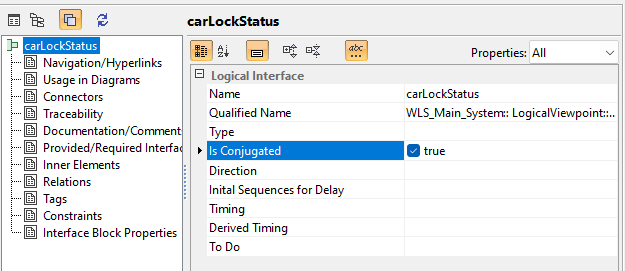 carLockStatus
carLockStatus
Navigation/Hyperlinks
Usage in Diagrams
Connectors
Traceability
Documentation/Comment
Provided/Required Interfac
Inner Elements
Relations
Tags
Constraints
Interface Block Properties
Properties: All
Logical Interface
Name carLockStatus
Qualified Name WLS_Main_System:: LogicalViewpoint::...
Type
Is Conjugated true
Direction
Inital Sequences for Delay
Timing
Derived Timing
To Do